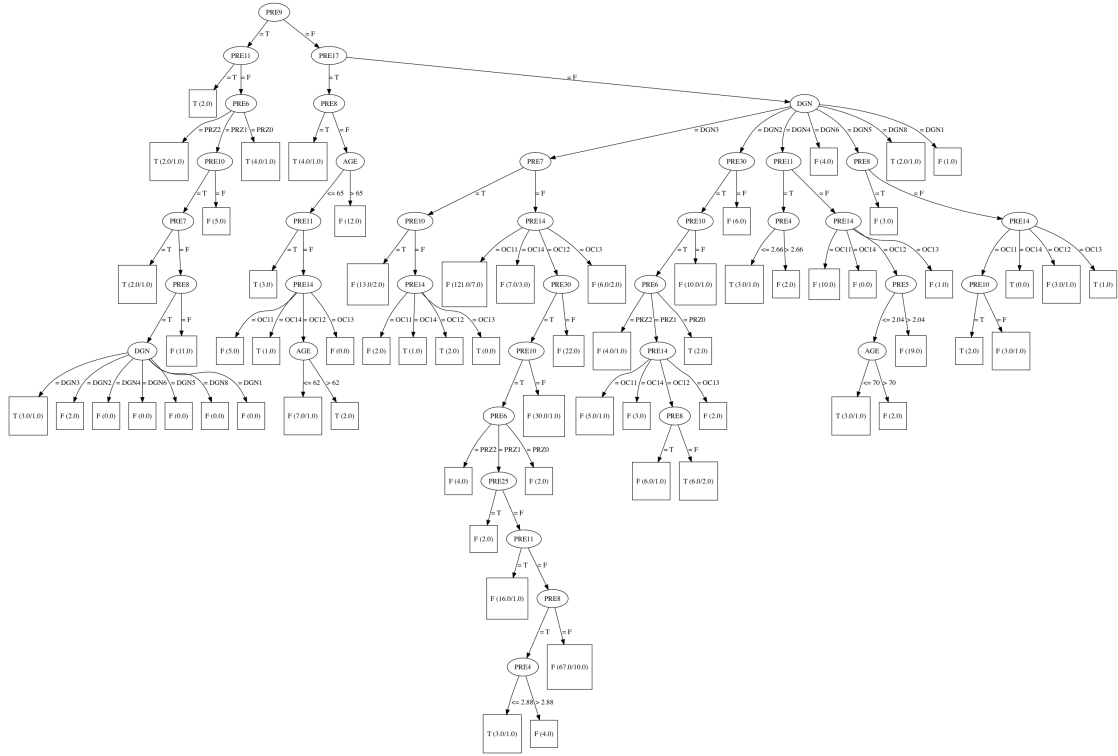 PRE9
= T = F
PRE11 PRE17
= T = F = T = F
T (2.0) PRE6 PRE8 DGN
= PRZ2 = PRZ1 = PRZ0 = T = F = DGN3 = DGN2 = DGN4 = DGN6 = DGN5 = DGN8 = DGN1
T (2.0/1.0) PRE10 T (4.0/1.0) T (4.0/1.0) AGE PRE7 PRE30 PRE11 F (4.0) PRE8 T (2.0/1.0) F (1.0)
= T = F <= 65 > 65 = T = F = T = F = T = F = T = F
PRE7 F (5.0) PRE11 F (12.0) PRE10 PRE14 PRE10 F (6.0) PRE4 PRE14 F (3.0) PRE14
= T = F = T = F = T = F = OC11 = OC14 = OC12 = OC13 = T = F <= 2.66 > 2.66 = OC11 = OC14 = OC12 = OC13 = OC11 = OC14 = OC12 = OC13
T (2.0/1.0) PRE8 T (3.0) PRE14 F (13.0/2.0) PRE14 F (121.0/7.0) F (7.0/3.0) PRE30 F (6.0/2.0) PRE6 F (10.0/1.0) T (3.0/1.0) F (2.0) F (10.0) F (0.0) PRE5 F (1.0) PRE10 T (0.0) F (3.0/1.0) T (1.0)
= T = F = OC11 = OC14 = OC12 = OC13 = OC11 = OC14 = OC12 = OC13 = T = F = PRZ2 = PRZ1 = PRZ0 <= 2.04 > 2.04 = T = F
DGN F (11.0) F (5.0) T (1.0) AGE F (0.0) F (2.0) T (1.0) T (2.0) T (0.0) PRE10 F (22.0) F (4.0/1.0) PRE14 T (2.0) AGE F (19.0) T (2.0) F (3.0/1.0)
= DGN3 = DGN2 = DGN4 = DGN6 = DGN5 = DGN8 = DGN1 <= 62 > 62 = T = F = OC11 = OC14 = OC12 = OC13 <= 70 > 70
T (3.0/1.0) F (2.0) F (0.0) F (0.0) F (0.0) F (0.0) F (0.0) F (7.0/1.0) T (2.0) PRE6 F (30.0/1.0) F (5.0/1.0) F (3.0) PRE8 F (2.0) T (3.0/1.0) F (2.0)
= PRZ2 = PRZ1 = PRZ0 = T = F
F (4.0) PRE25 F (2.0) F (6.0/1.0) T (6.0/2.0)
= T = F
F (2.0) PRE11
= T = F
F (16.0/1.0) PRE8
= T = F
PRE4 F (67.0/10.0)
<= 2.88 > 2.88
T (3.0/1.0) F (4.0)